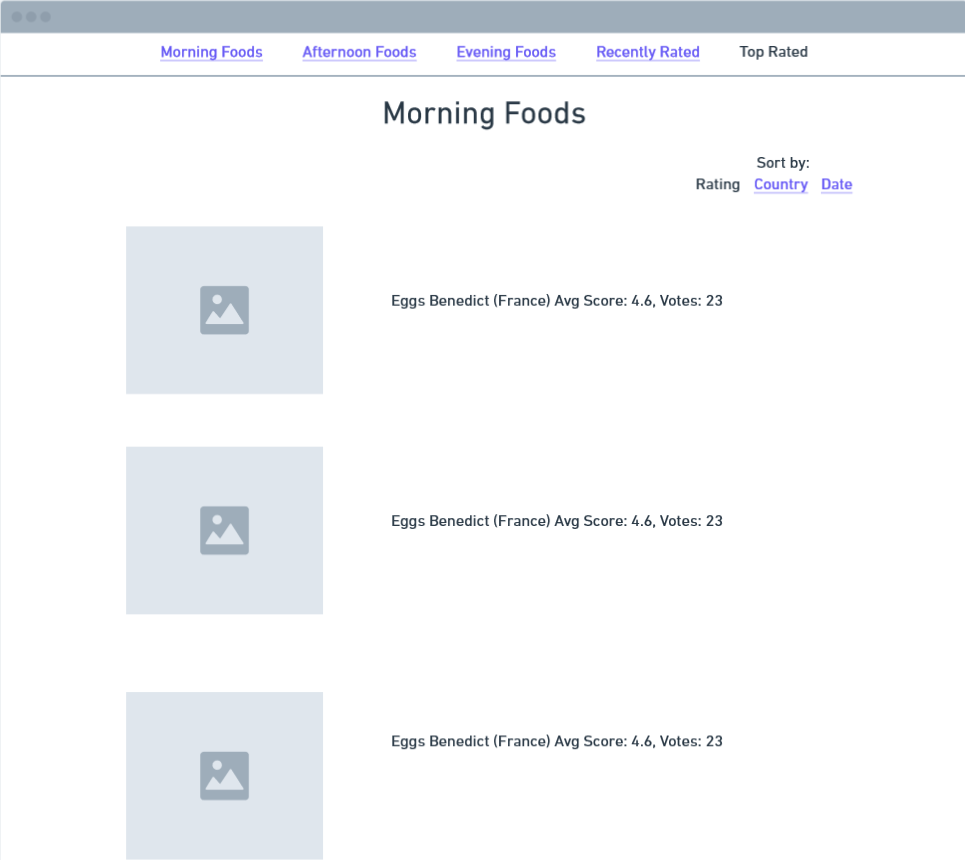 Morning Foods Afternoon Foods Evening Foods Recently Rated Top Rated
Morning Foods
Sort by:
Rating Country Date
Eggs Benedict (France) Avg Score: 4.6, Votes: 23
Eggs Benedict (France) Avg Score: 4.6, Votes: 23
Eggs Benedict (France) Avg Score: 4.6, Votes: 23